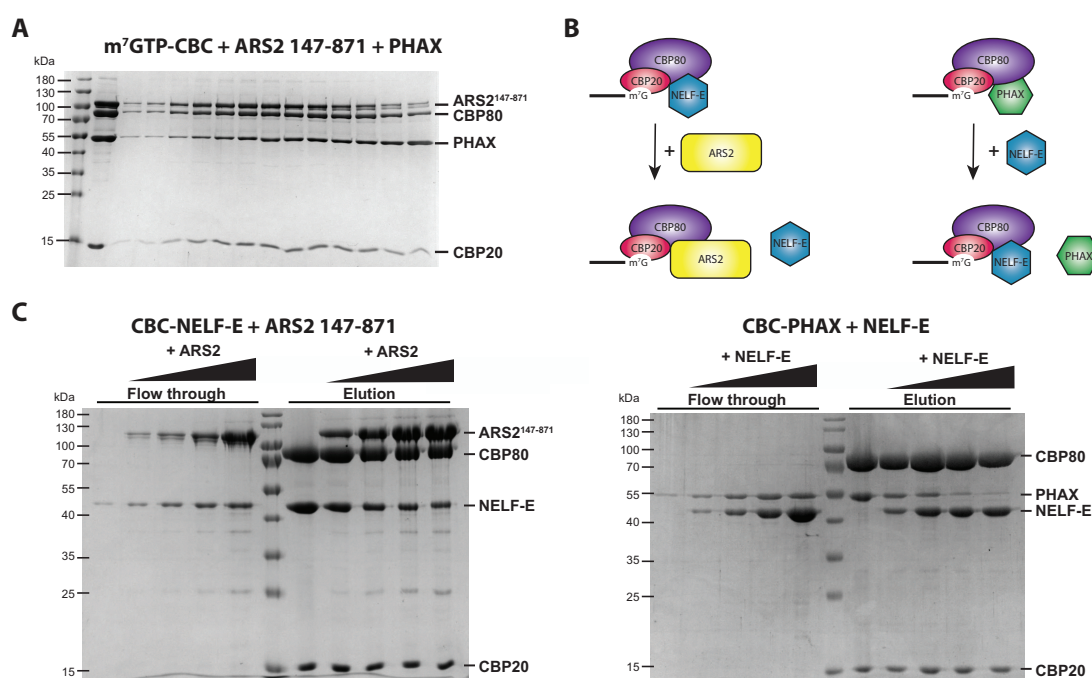 A
m⁷GTP-CBC + ARS2 147-871 + PHAX
kDa
180
130
100
70
55
40
35
25
15
ARS2¹⁴⁷⁻⁸⁷¹
CBP80
PHAX
CBP20
B
CBP80
CBP20
NELF-E
m⁷G
+
ARS2
CBP80
CBP20
ARS2
m⁷G
NELF-E
CBP80
CBP20
PHAX
m⁷G
+
NELF-E
CBP80
CBP20
NELF-E
m⁷G
PHAX
C
CBC-NELF-E + ARS2 147-871
+ ARS2
+ ARS2
Flow through
Elution
kDa
180
130
100
70
55
40
35
25
15
ARS2¹⁴⁷⁻⁸⁷¹
CBP80
NELF-E
CBP20
CBC-PHAX + NELF-E
+ NELF-E
+ NELF-E
Flow through
Elution
kDa
180
130
100
70
55
40
35
25
15
CBP80
PHAX
NELF-E
CBP20